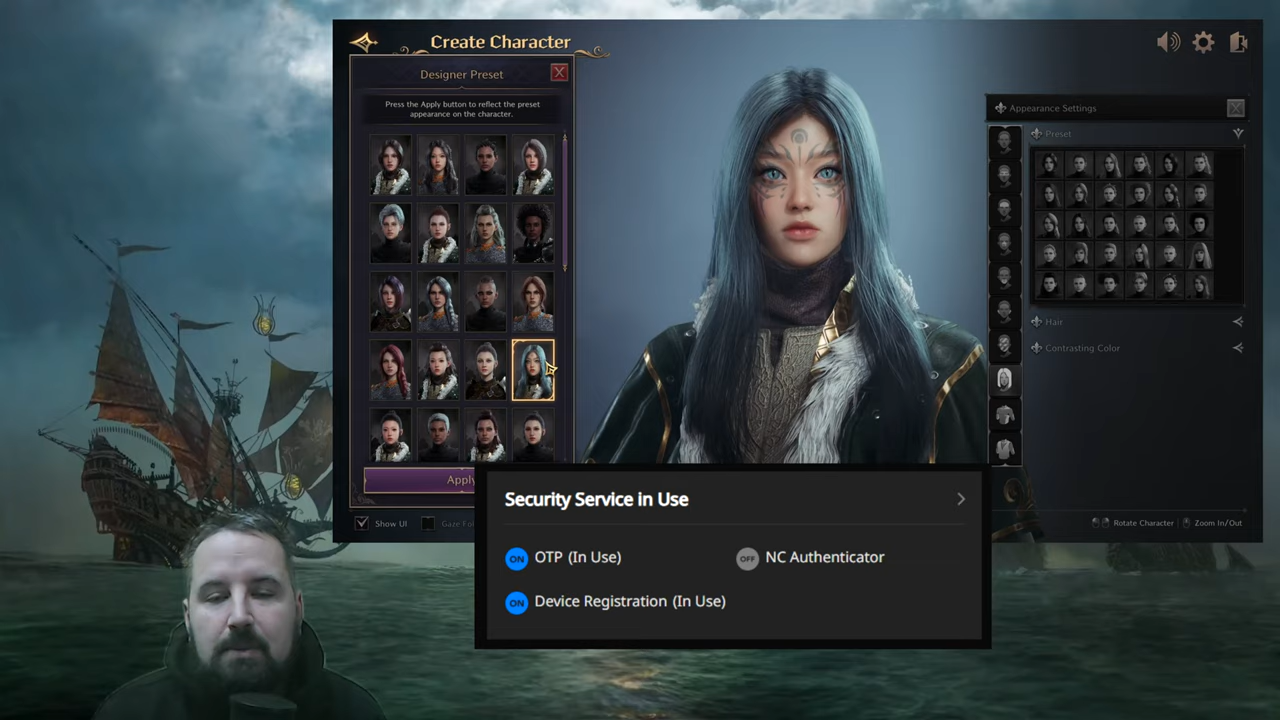 Create Character
Designer Preset
Press the Apply button to reflect the preset
appearance on the character.
Apply
Show UI
Gaze Fo
Appearance Settings
Preset
Hair
Contrasting Color
Rotate Character
Zoom In/Out
Security Service in Use
ON OTP (In Use)
OFF NC Authenticator
ON Device Registration (In Use)